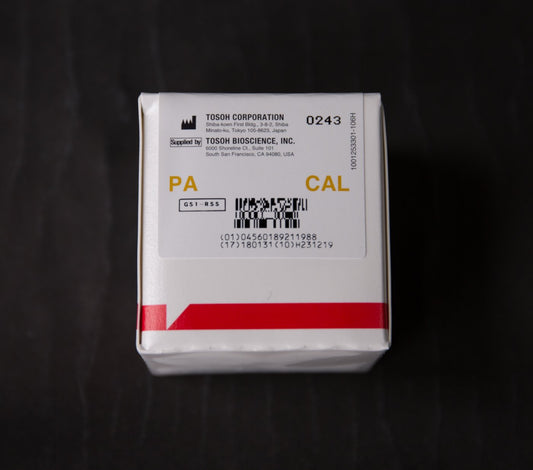 TOSOH CORPORATION
Shiba-koen First Bldg., 3-8-2, Shiba
Minato-ku, Tokyo 105-8623, Japan
0243
Supplied by TOSOH BIOSCIENCE, INC.
6000 Shoreline Ct., Suite 101
South San Francisco, CA 94080, USA
1001253301-106H
PA CAL
GS1-RSS
(01)04560189211988
(17)180131(10)H231219